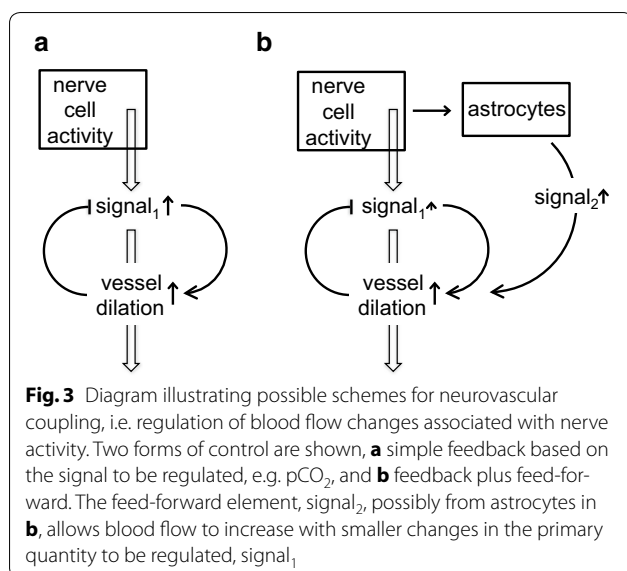 a
nerve
cell
activity
signal₁↑
vessel
dilation↑
b
nerve
cell
activity
astrocytes
signal₁↑
signal₂↑
vessel
dilation↑
Fig. 3 Diagram illustrating possible schemes for neurovascular
coupling, i.e. regulation of blood flow changes associated with nerve
activity. Two forms of control are shown, a simple feedback based on
the signal to be regulated, e.g. pCO₂, and b feedback plus feed-for-
ward. The feed-forward element, signal₂, possibly from astrocytes in
b, allows blood flow to increase with smaller changes in the primary
quantity to be regulated, signal₁